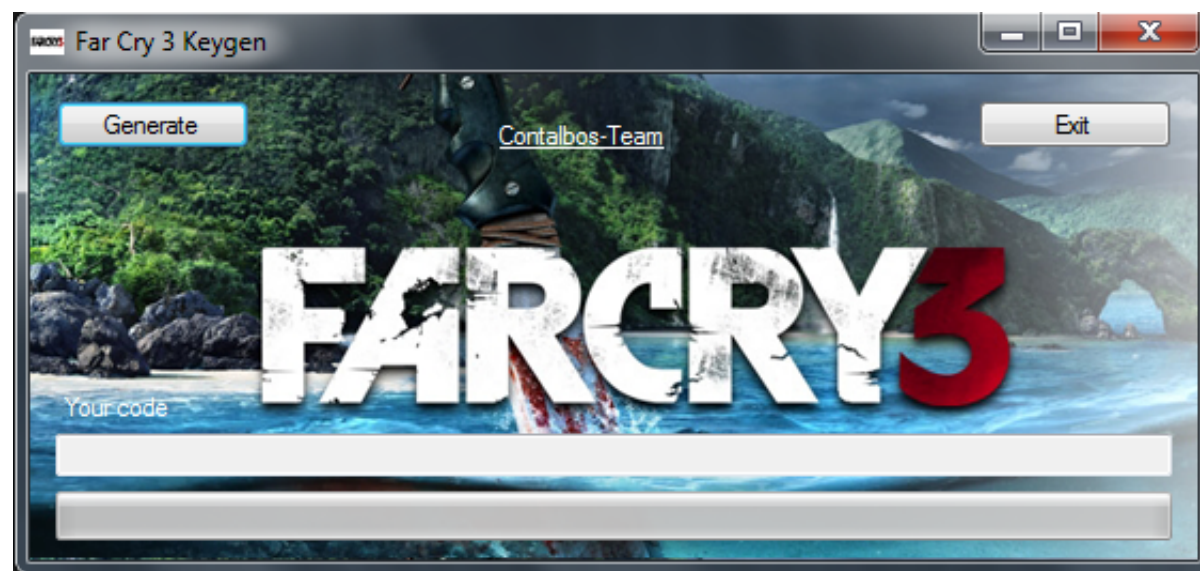 Far Cry 3 Keygen
Generate
Contalbos-Team
Exit
FARCRY3
Your code